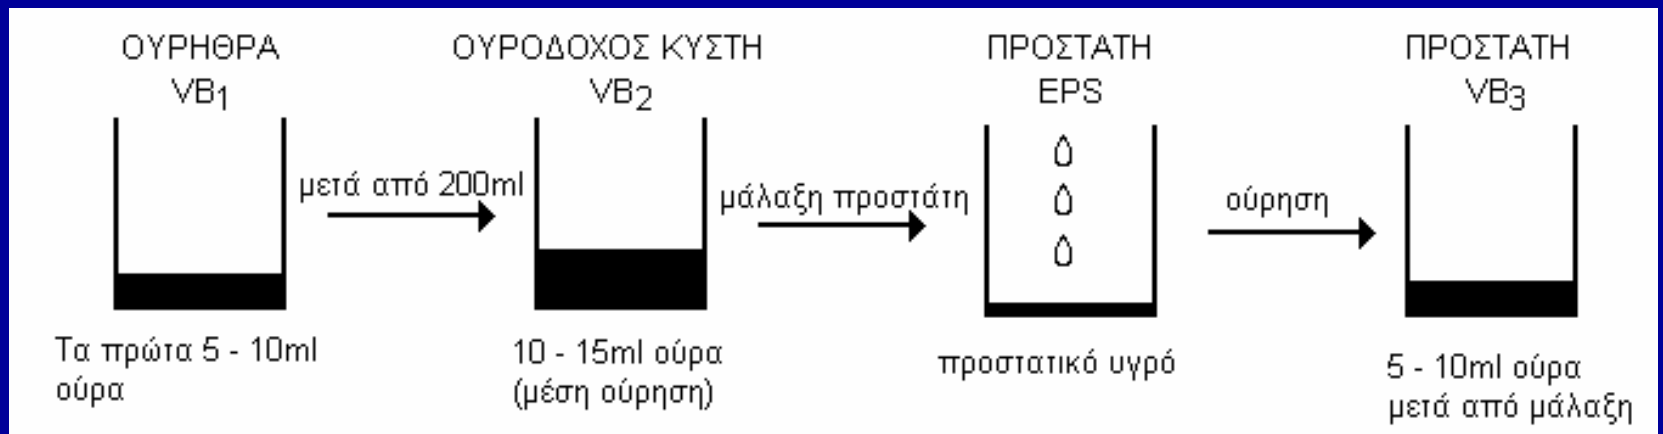 ΟΥΡΗΘΡΑ
VB1
μετά από 200ml
Τα πρώτα 5 - 10ml
ούρα
ΟΥΡΟΔΟΧΟΣ ΚΥΣΤΗ
VB2
μάλαξη προστάτη
10 - 15ml ούρα
(μέση ούρηση)
ΠΡΟΣΤΑΤΗ
EPS
ούρηση
προστατικό υγρό
ΠΡΟΣΤΑΤΗ
VB3
5 - 10ml ούρα
μετά από μάλαξη